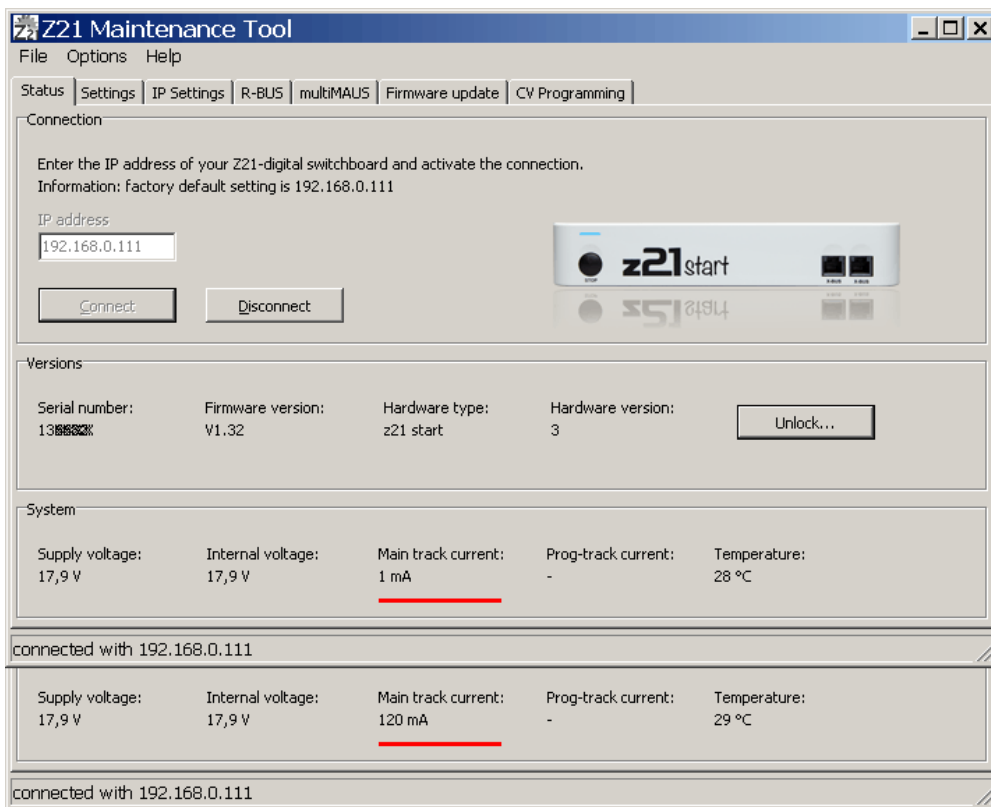 Z21 Maintenance Tool
File Options Help
Status Settings IP Settings R-BUS multiMAUS Firmware update CV Programming
Connection
Enter the IP address of your Z21-digital switchboard and activate the connection.
Information: factory default setting is 192.168.0.111
IP address
192.168.0.111
z21 start
STOP
Connect Disconnect
Versions
Serial number: Firmware version: Hardware type: Hardware version:
V1.32 z21 start 3
Unlock...
System
Supply voltage: Internal voltage: Main track current: Prog-track current: Temperature:
17,9 V 17,9 V 1 mA - 28 °C
connected with 192.168.0.111
Supply voltage: Internal voltage: Main track current: Prog-track current: Temperature:
17,9 V 17,9 V 120 mA - 29 °C
connected with 192.168.0.111